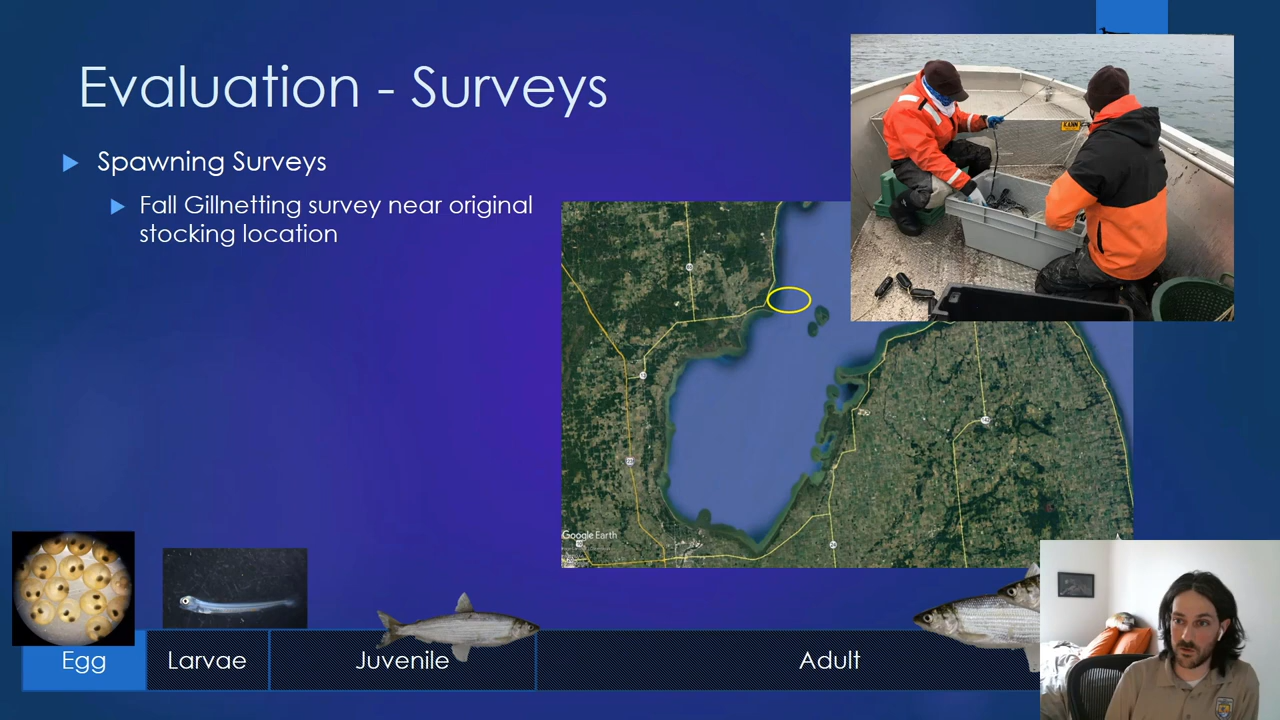 Evaluation - Surveys
Spawning Surveys
Fall Gillnetting survey near original
stocking location
Google Earth
Egg
Larvae
Juvenile
Adult